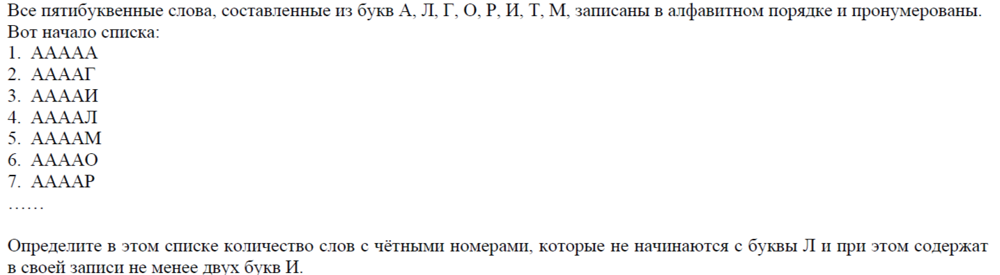 Все пятибуквенные слова, составленные из букв А, Л, Г, О, Р, И, Т, М, записаны в алфавитном порядке и пронумерованы.
Вот начало списка:
1. ААААА
2. ААААГ
3. ААААИ
4. ААААЛ
5. ААААМ
6. ААААО
7. ААААР
……
Определите в этом списке количество слов с чётными номерами, которые не начинаются с буквы Л и при этом содержат
в своей записи не менее двух букв И.